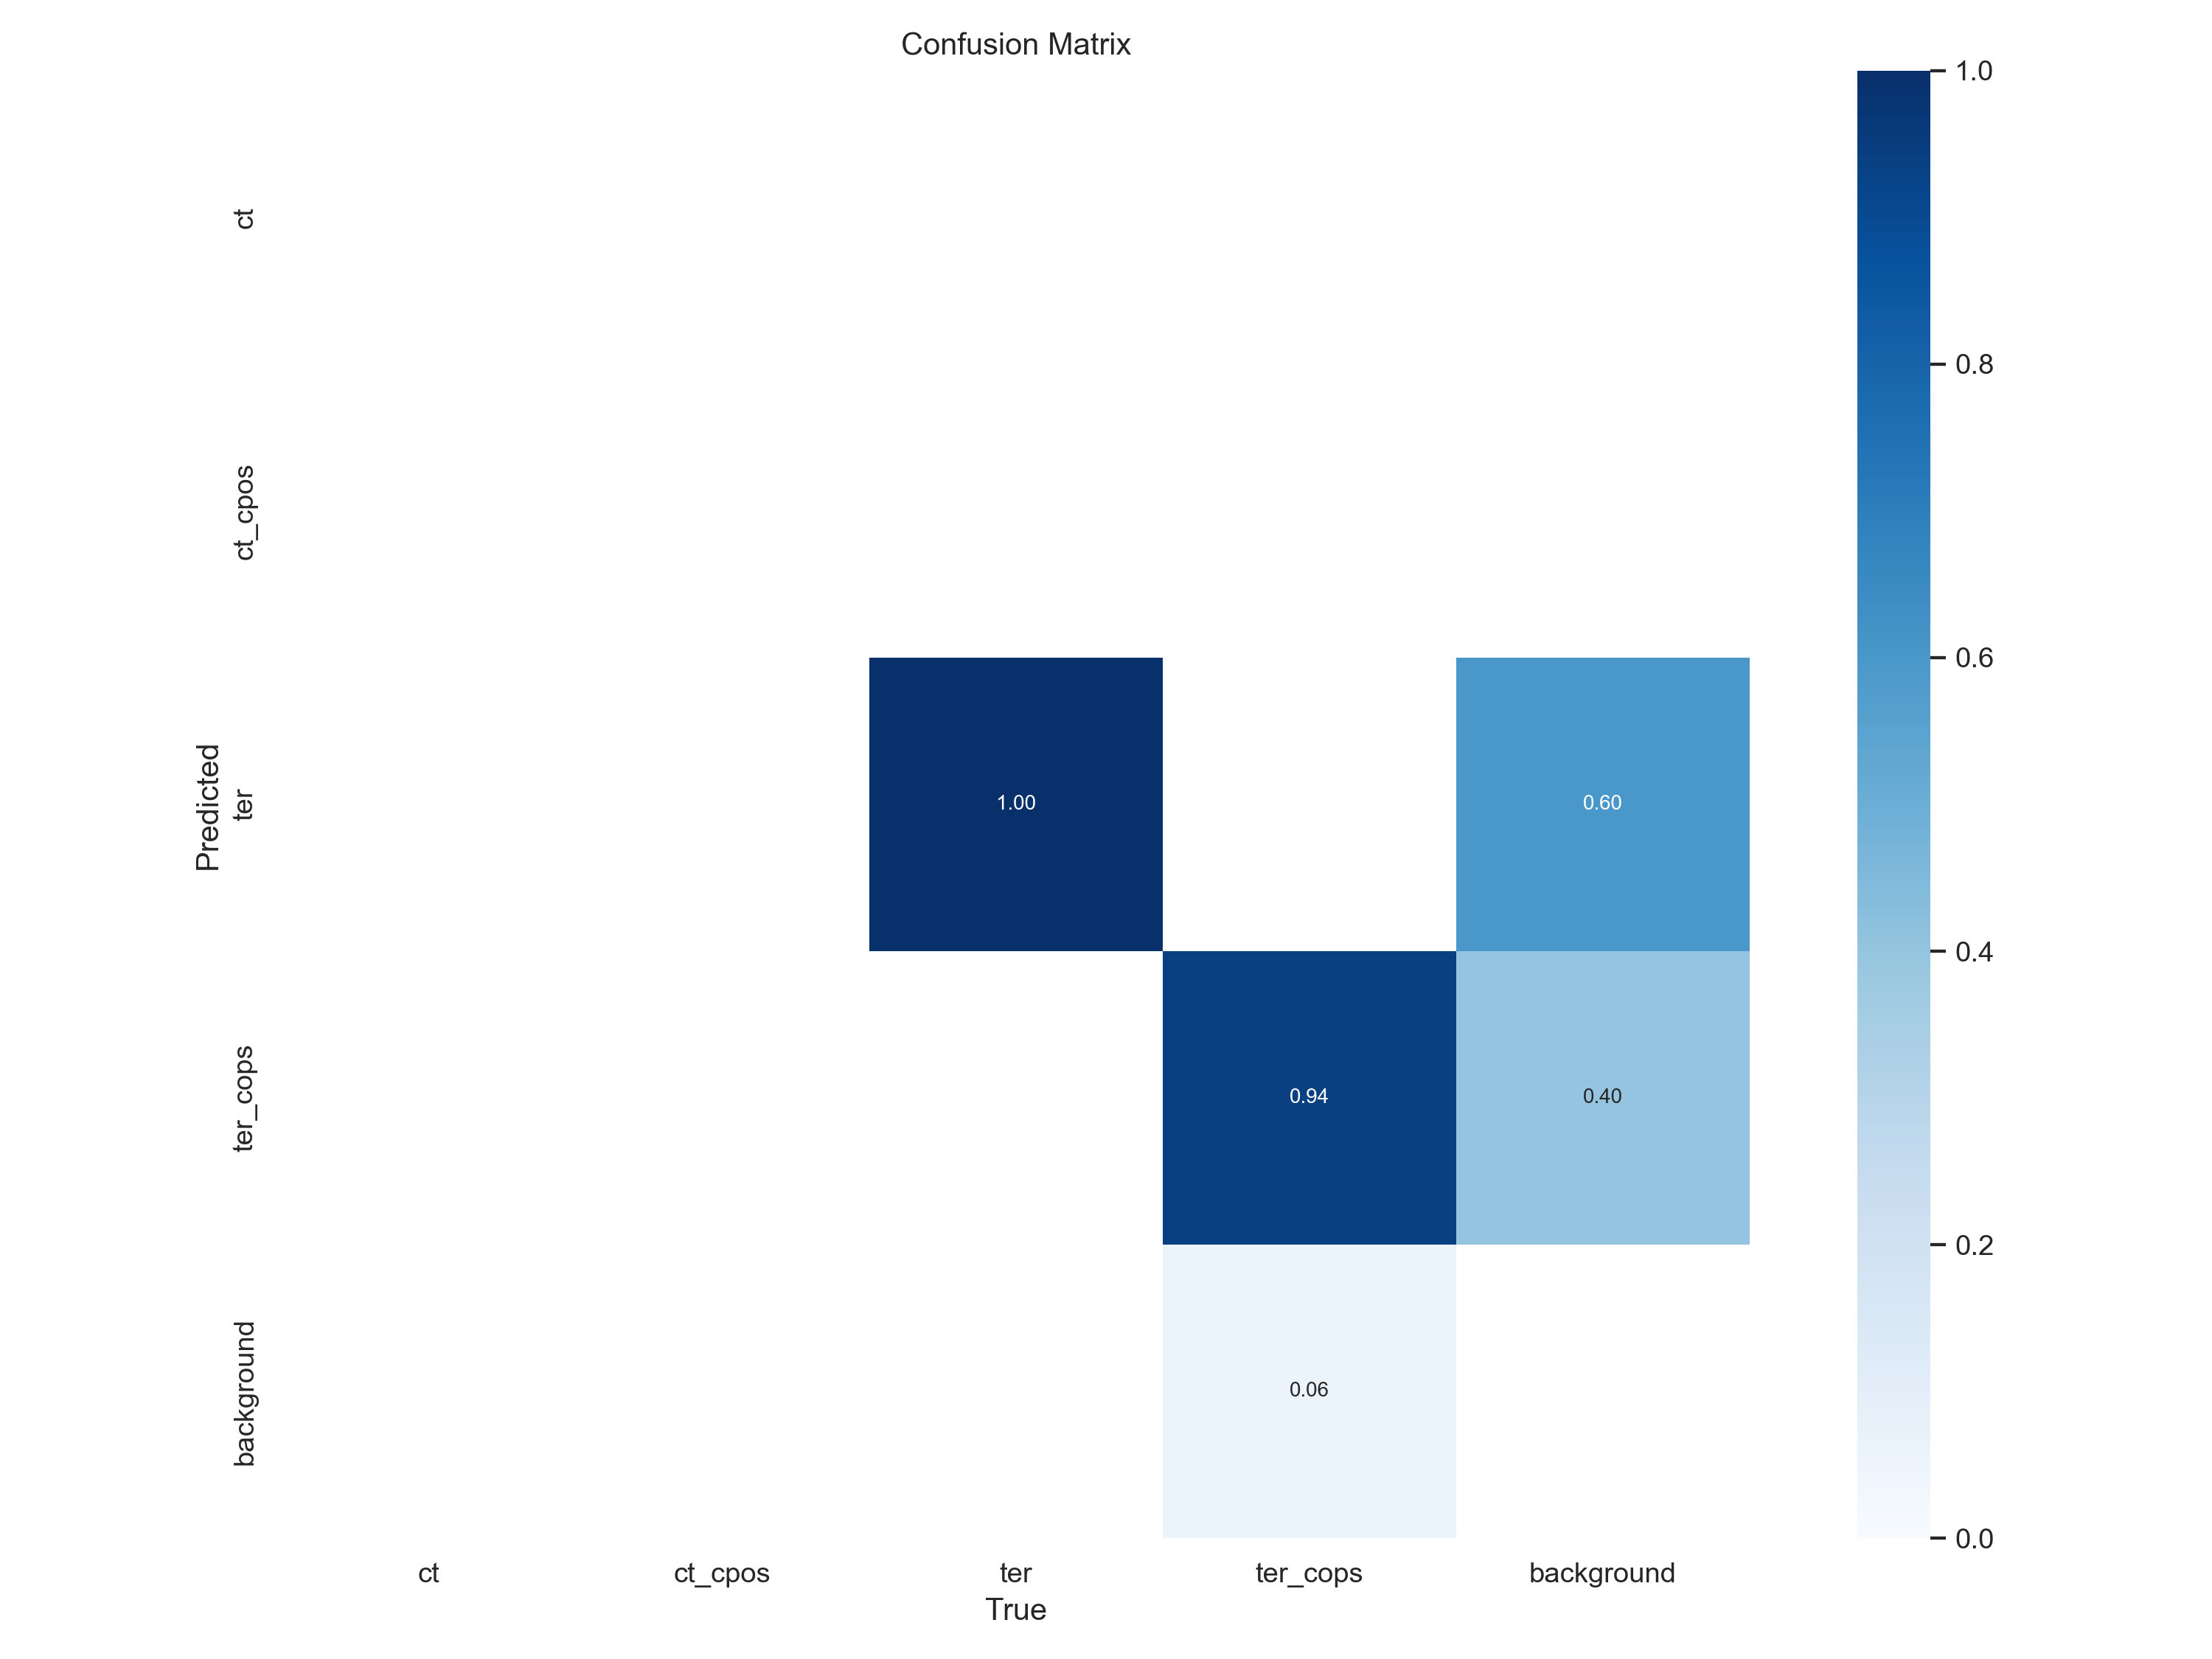 Confusion Matrix
1.0
0.8
0.6
0.4
0.2
0.0
Predicted
ct
ct_cpos
ter
ter_cops
background
1.00
0.60
0.94
0.40
0.06
ct ct_cpos ter ter_cops background
True